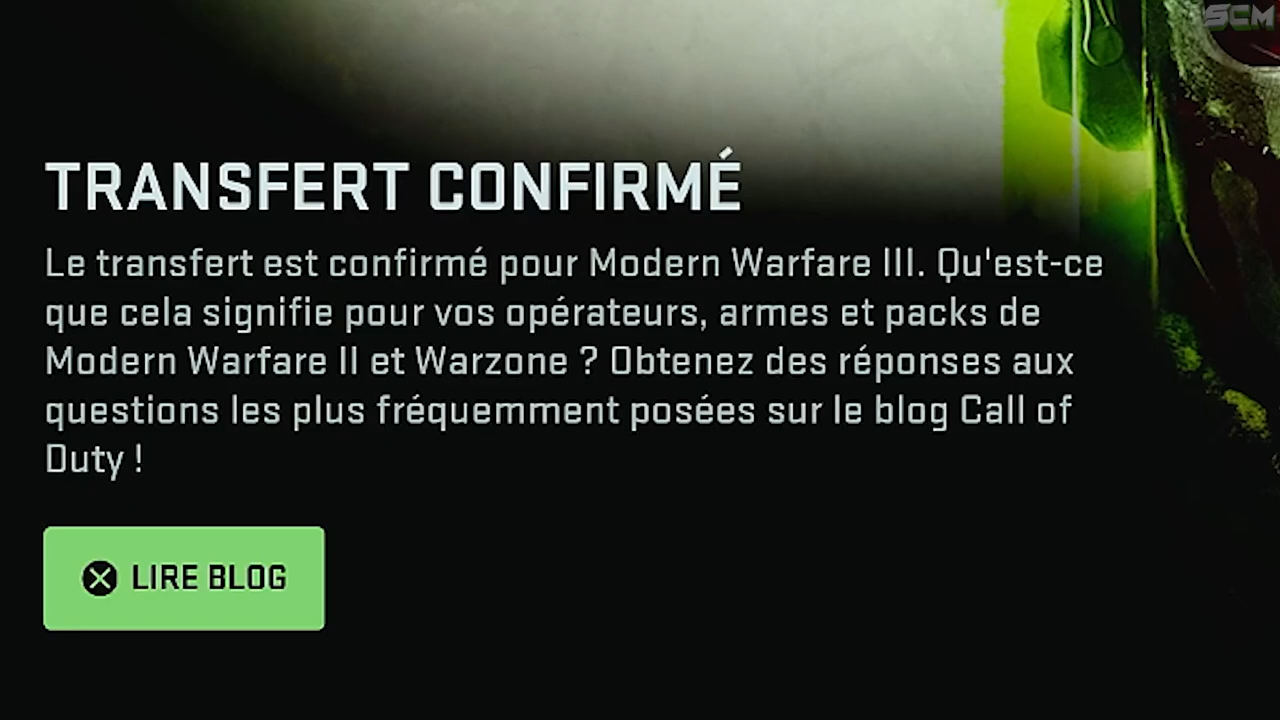 SCM
TRANSFERT CONFIRMÉ
Le transfert est confirmé pour Modern Warfare III. Qu'est-ce
que cela signifie pour vos opérateurs, armes et packs de
Modern Warfare II et Warzone ? Obtenez des réponses aux
questions les plus fréquemment posées sur le blog Call of
Duty !
LIRE BLOG